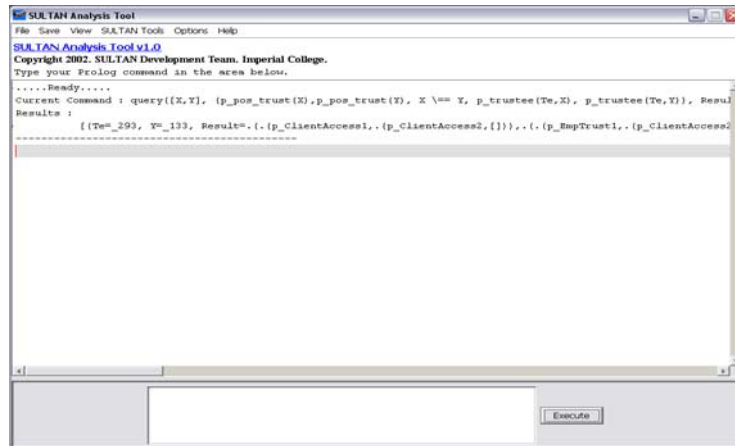 SULTAN Analysis Tool
File Save View SULTAN Tools Options Help
SULTAN Analysis Tool v1.0
Copyright 2002. SULTAN Development Team. Imperial College.
Type your Prolog command in the area below.
.....Ready.....
Current Command : query([X,Y], (p_pos_trust(X),p_pos_trust(Y), X \== Y, p_trustee(Te,X), p_trustee(Te,Y)), Resul
Results :
[(Te=_293, Y=_133, Result=.(.(p_ClientAccess1,.(p_ClientAccess2,[])),.(.(p_EmpTrust1,.(p_ClientAccess2
-----------------------------------------------
Execute